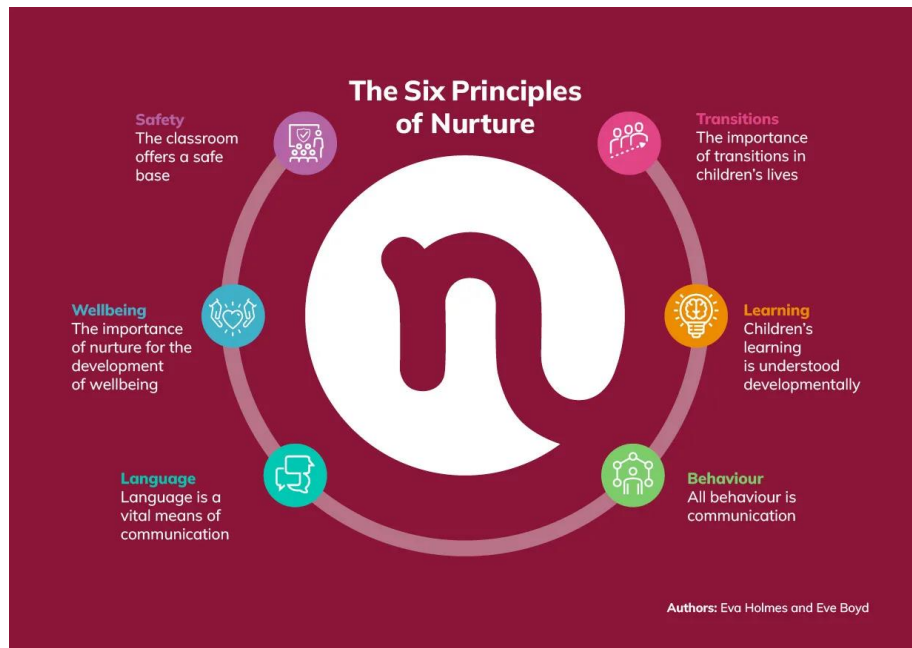 The Six Principles
of Nurture
Safety
The classroom
offers a safe
base
Transitions
The importance
of transitions in
children's lives
Wellbeing
The importance
of nurture for the
development
of wellbeing
n
Learning
Children's
learning
is understood
developmentally
Language
Language is a
vital means of
communication
Behaviour
All behaviour is
communication
Authors: Eva Holmes and Eve Boyd